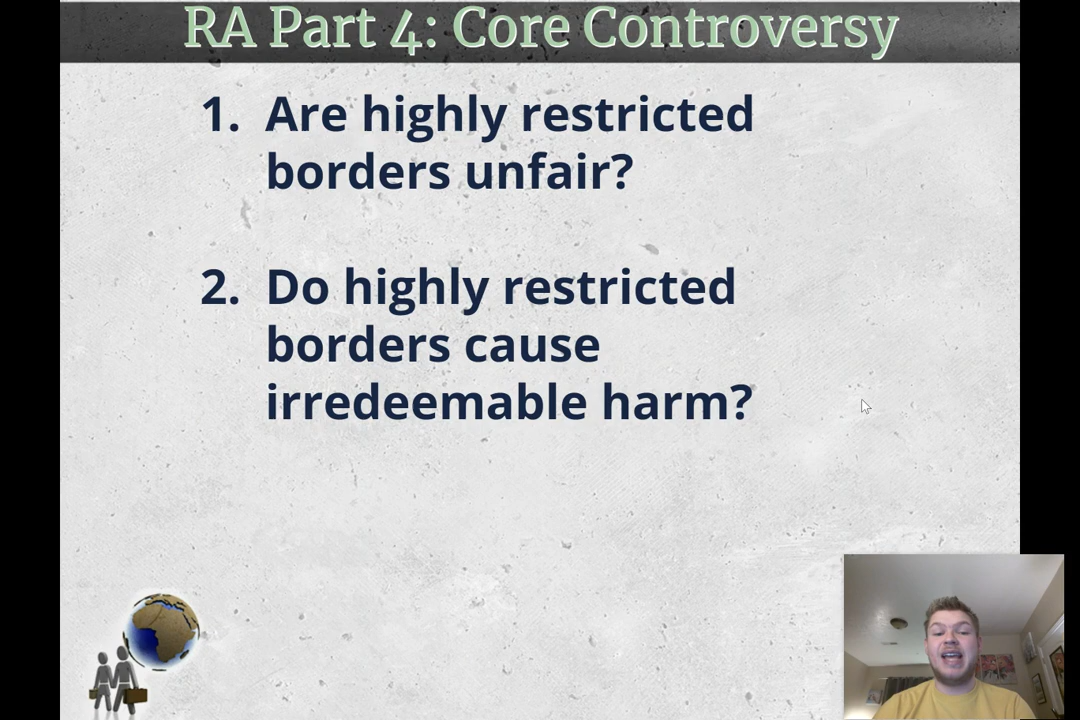 RA Part 4: Core Controversy
1. Are highly restricted
borders unfair?
2. Do highly restricted
borders cause
irredeemable harm?